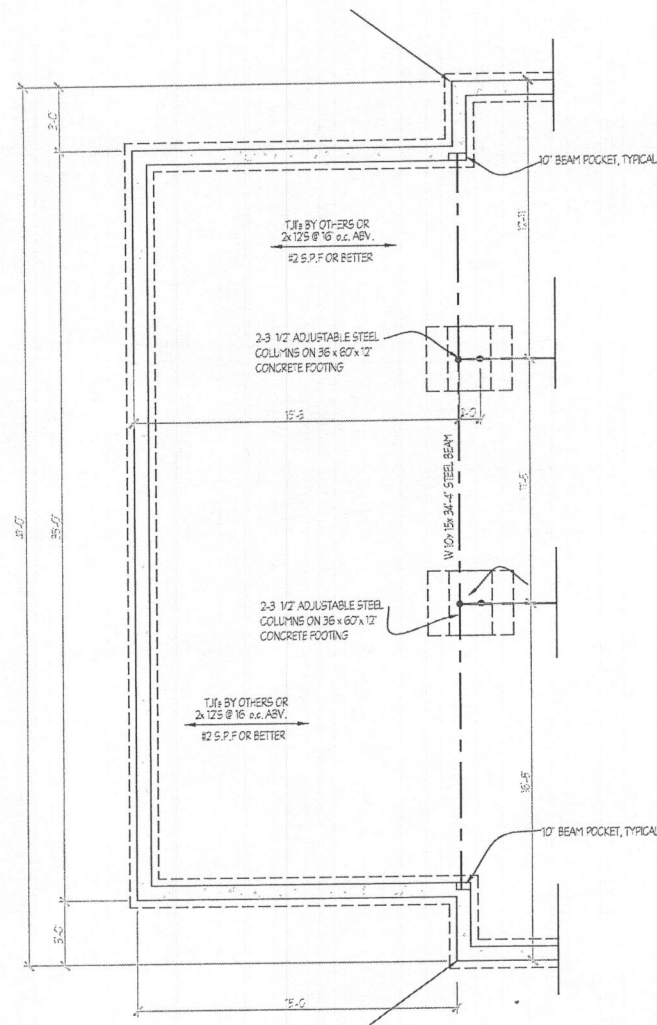 10" BEAM POCKET, TYPICAL
TJI's BY OTHERS OR
2x 12'S @ 16" o.c. ABV.
#2 S.P.F OR BETTER
2-3 1/2" ADJUSTABLE STEEL
COLUMNS ON 36 x 60"x 12"
CONCRETE FOOTING
W 10x 15x 34'-4" STEEL BEAM
2-3 1/2" ADJUSTABLE STEEL
COLUMNS ON 36 x 60"x 12"
CONCRETE FOOTING
TJI's BY OTHERS OR
2x 12'S @ 16 o.c. ABV.
#2 S.P.F OR BETTER
10" BEAM POCKET, TYPICAL
15'-0